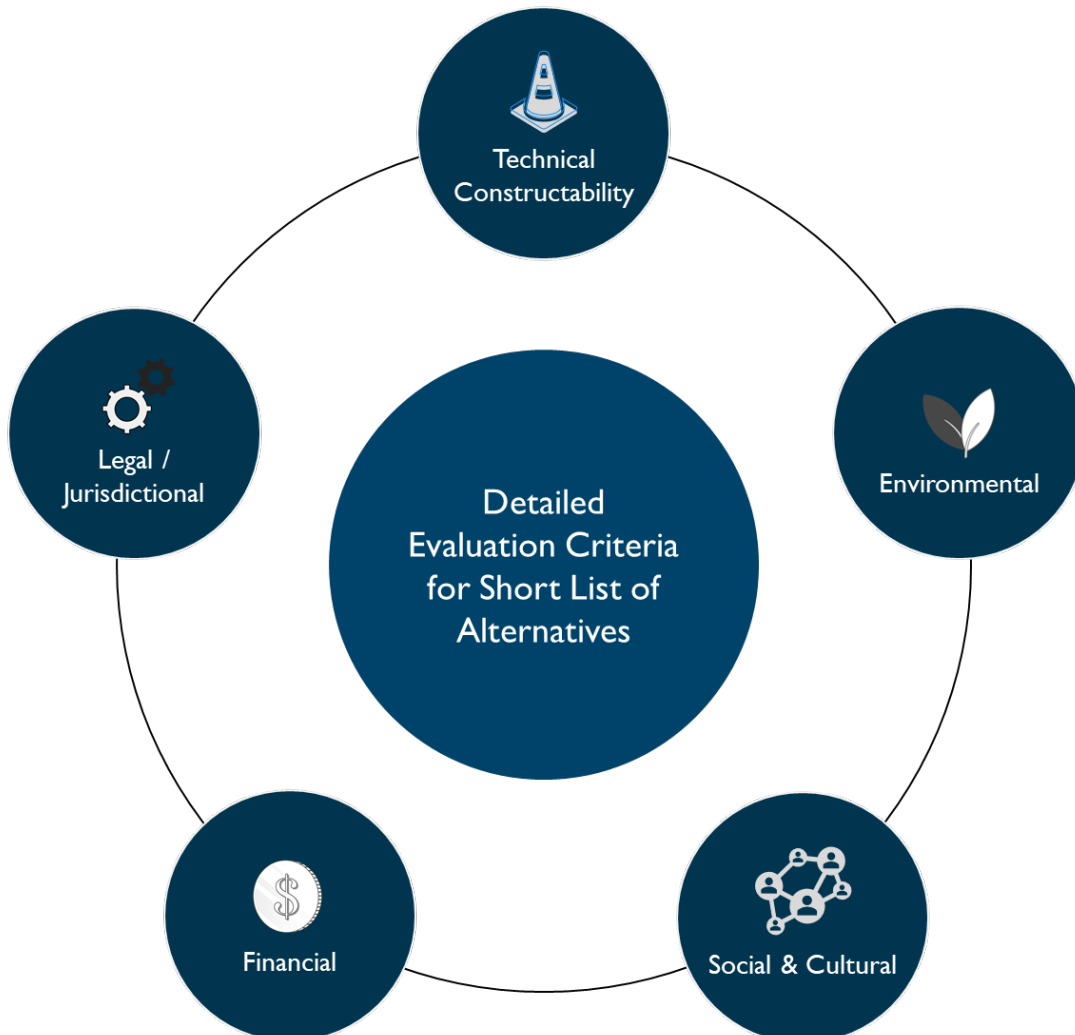 Technical
Constructability
Legal /
Jurisdictional
Environmental
Detailed
Evaluation Criteria
for Short List of
Alternatives
Financial
$
Social & Cultural